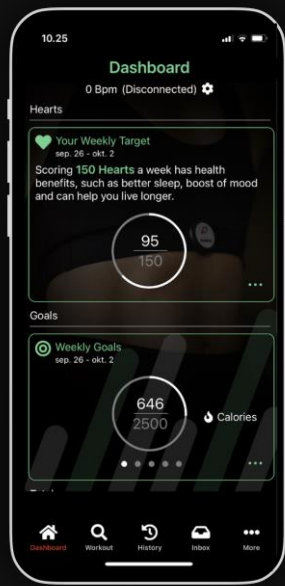 10.25
Dashboard
0 Bpm (Disconnected)
Hearts
Your Weekly Target
sep. 26 - okt. 2
Scoring 150 Hearts a week has health
benefits, such as better sleep, boost of mood
and can help you live longer.
95
150
Goals
Weekly Goals
sep. 26 - okt. 2
646
2500
Calories
Dashboard
Workout
History
Inbox
More